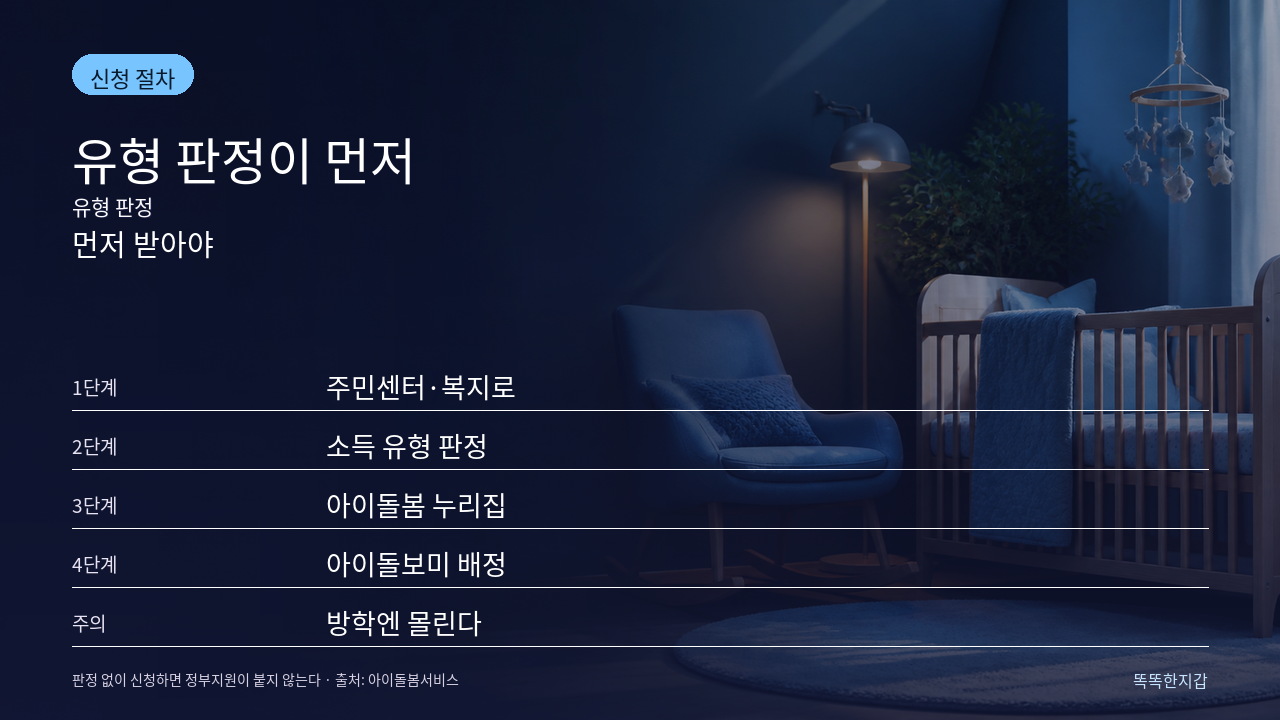 신청 절차
유형 판정이 먼저
유형 판정
먼저 받아야
1단계 주민센터·복지로
2단계 소득 유형 판정
3단계 아이돌봄 누리집
4단계 아이돌보미 배정
주의 방학엔 몰린다
판정 없이 신청하면 정부지원이 붙지 않는다 · 출처: 아이돌봄서비스
똑똑한지갑